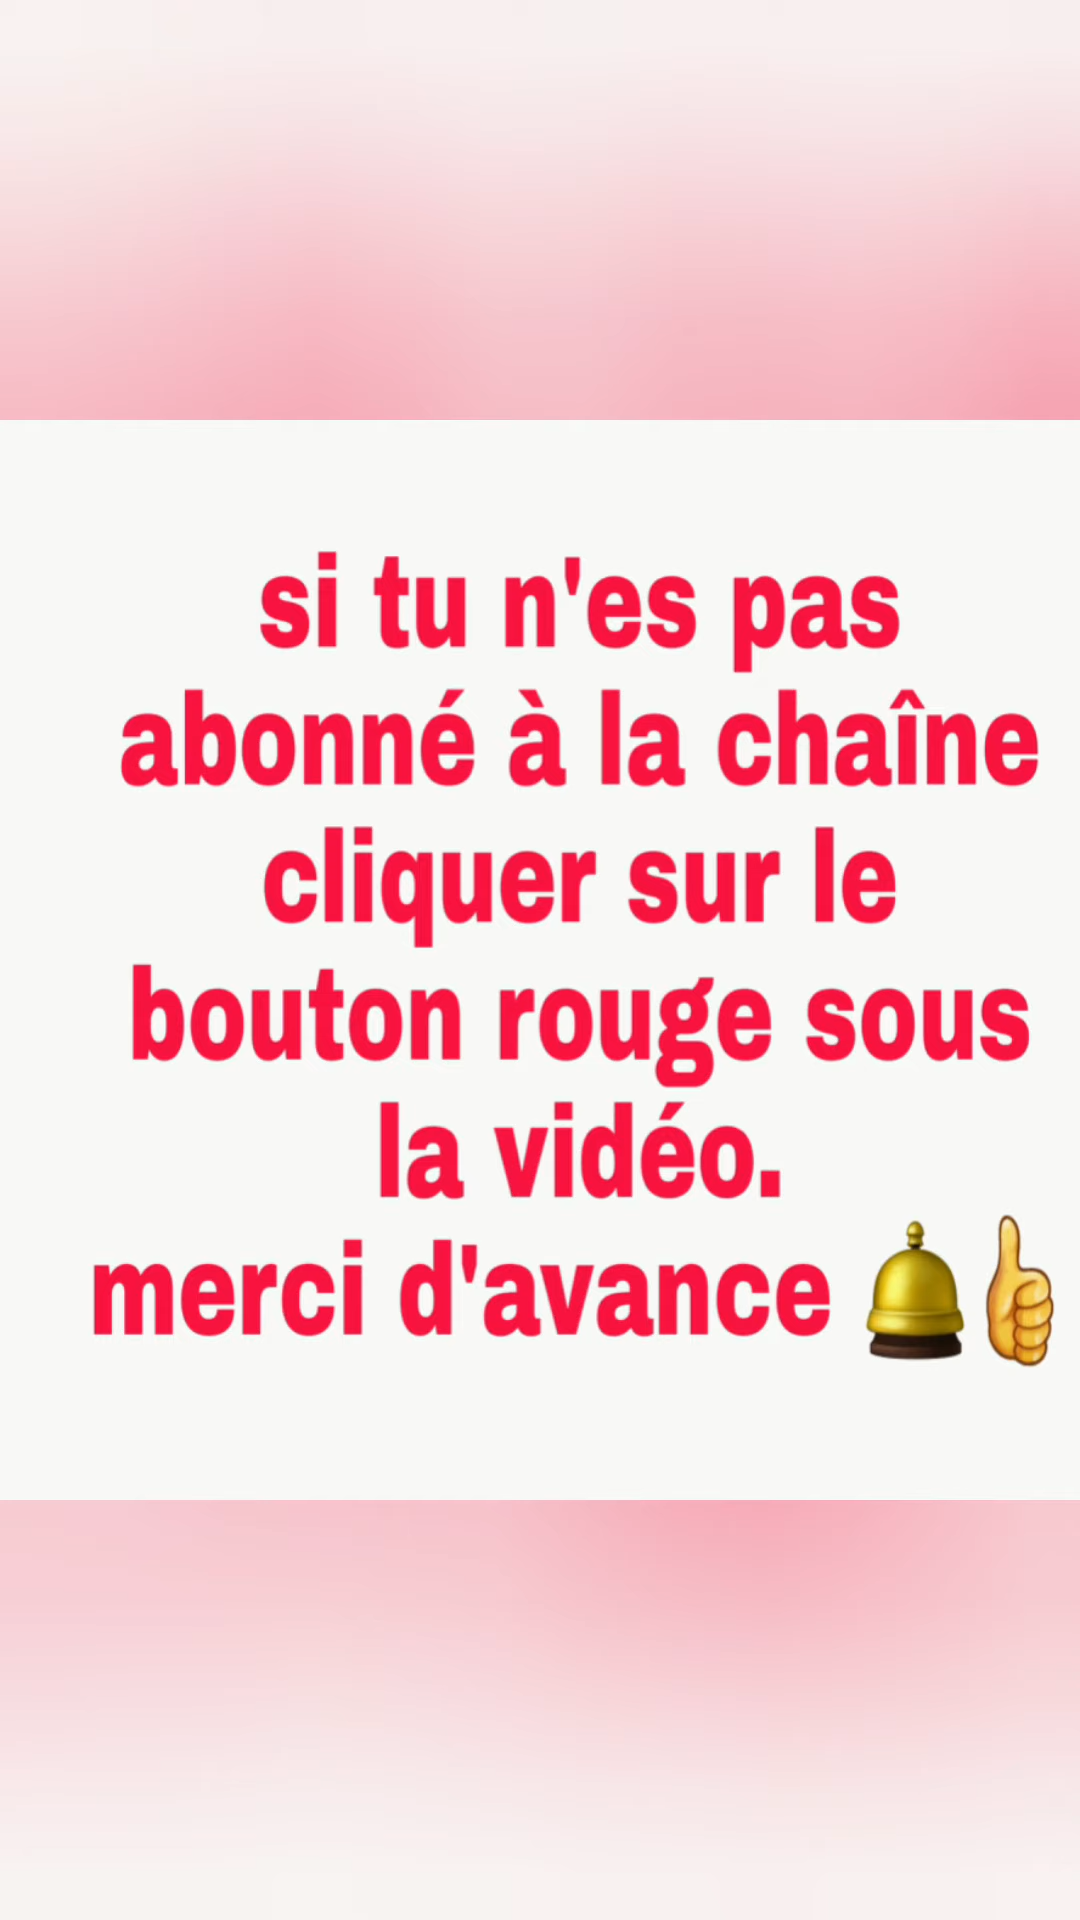 si tu n'es pas
abonné à la chaîne
cliquer sur le
bouton rouge sous
la vidéo.
merci d'avance 🛎👍